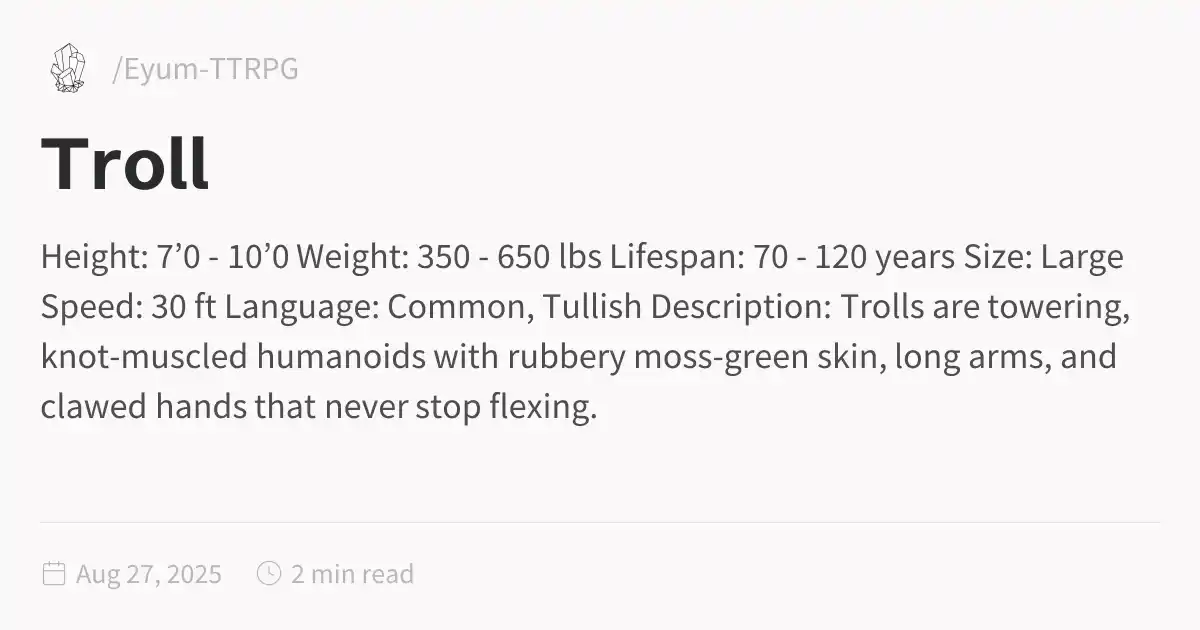 /Eyum-TTRPG
Troll
Height: 7’0 - 10’0 Weight: 350 - 650 lbs Lifespan: 70 - 120 years Size: Large
Speed: 30 ft Language: Common, Tullish Description: Trolls are towering,
knot-muscled humanoids with rubbery moss-green skin, long arms, and
clawed hands that never stop flexing.
Aug 27, 2025 2 min read